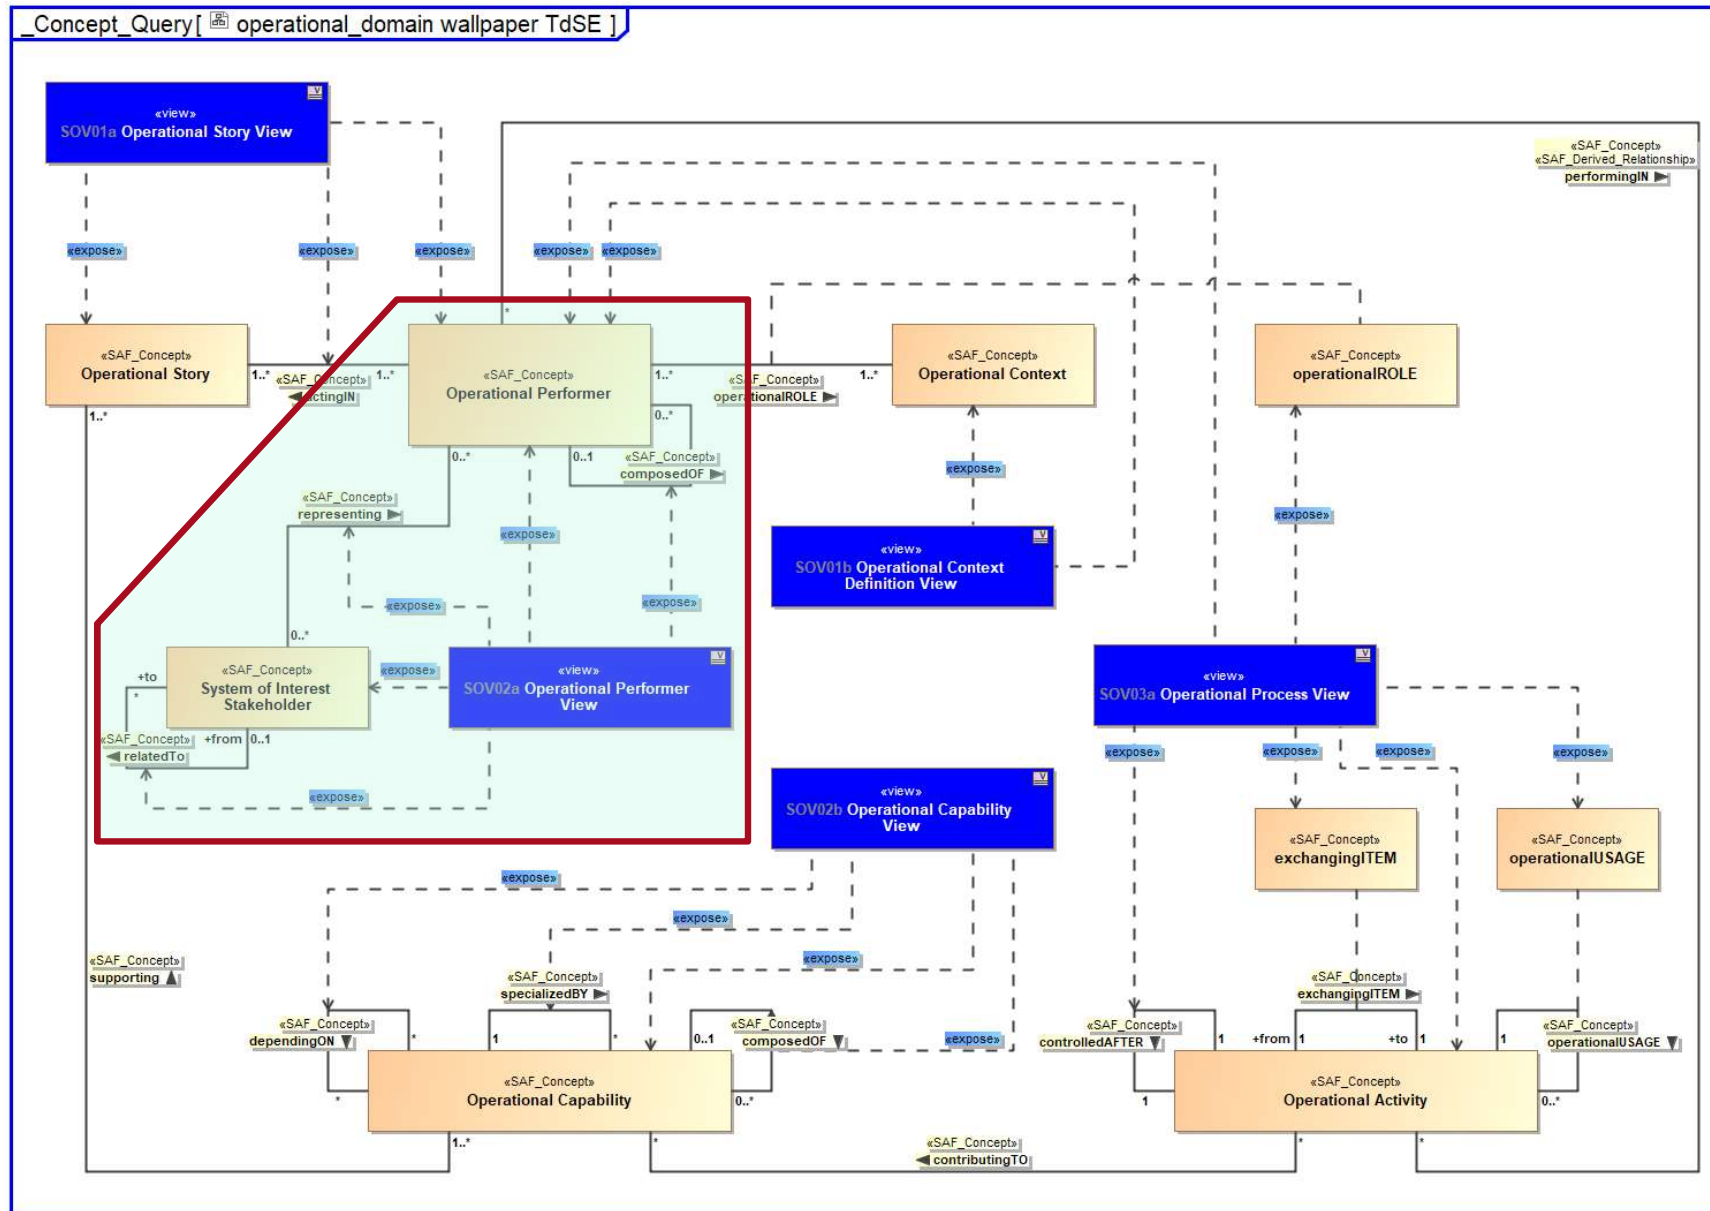 _Concept_Query[ operational_domain wallpaper TdSE ]
«view»
SOV01a Operational Story View
«SAF_Concept»
«SAF_Derived_Relationship»
performingIN
«expose»
«expose»
«expose»
«expose»
«expose»
*
«SAF_Concept»
Operational Story
1..*
«SAF_Concept»
actingIN
1..*
«SAF_Concept»
Operational Performer
1..*
«SAF_Concept»
operationalROLE
1..*
«SAF_Concept»
Operational Context
«SAF_Concept»
operationalROLE
1..*
0..*
0..*
0..1
«SAF_Concept»
composedOF
«expose»
«SAF_Concept»
representing
«expose»
«expose»
«view»
SOV01b Operational Context
Definition View
«expose»
«expose»
0..*
+to
*
«SAF_Concept»
System of Interest
Stakeholder
«expose»
«view»
SOV02a Operational Performer
View
«view»
SOV03a Operational Process View
«SAF_Concept»
relatedTo
+from
0..1
«expose»
«expose»
«expose»
«expose»
«expose»
«view»
SOV02b Operational Capability
View
«SAF_Concept»
exchangingITEM
«SAF_Concept»
operationalUSAGE
«expose»
«expose»
«expose»
«SAF_Concept»
supporting
«SAF_Concept»
specializedBY
«SAF_Concept»
exchangingITEM
«SAF_Concept»
dependingON
*
1
*
0..1
«SAF_Concept»
composedOF
«expose»
«SAF_Concept»
controlledAFTER
1
+from
1
+to
1
1
«SAF_Concept»
operationalUSAGE
*
«SAF_Concept»
Operational Capability
0..*
1
«SAF_Concept»
Operational Activity
0..*
1..*
*
«SAF_Concept»
contributingTO
*
*